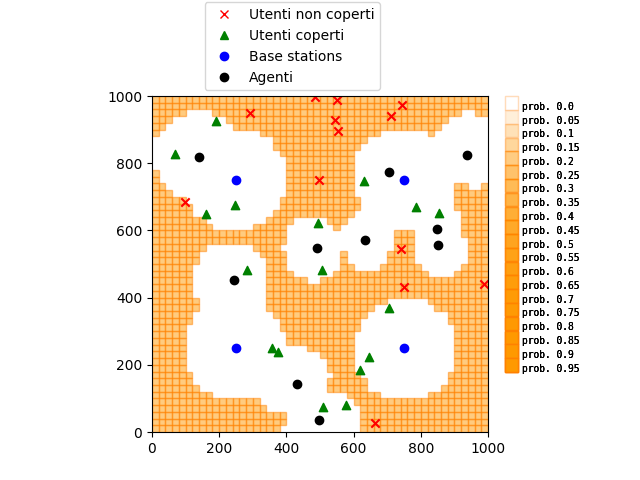 Utenti non coperti
Utenti coperti
Base stations
Agenti
1000
800
600
400
200
0
0 200 400 600 800 1000
prob. 0.0
prob. 0.05
prob. 0.1
prob. 0.15
prob. 0.2
prob. 0.25
prob. 0.3
prob. 0.35
prob. 0.4
prob. 0.45
prob. 0.5
prob. 0.55
prob. 0.6
prob. 0.65
prob. 0.7
prob. 0.75
prob. 0.8
prob. 0.85
prob. 0.9
prob. 0.95